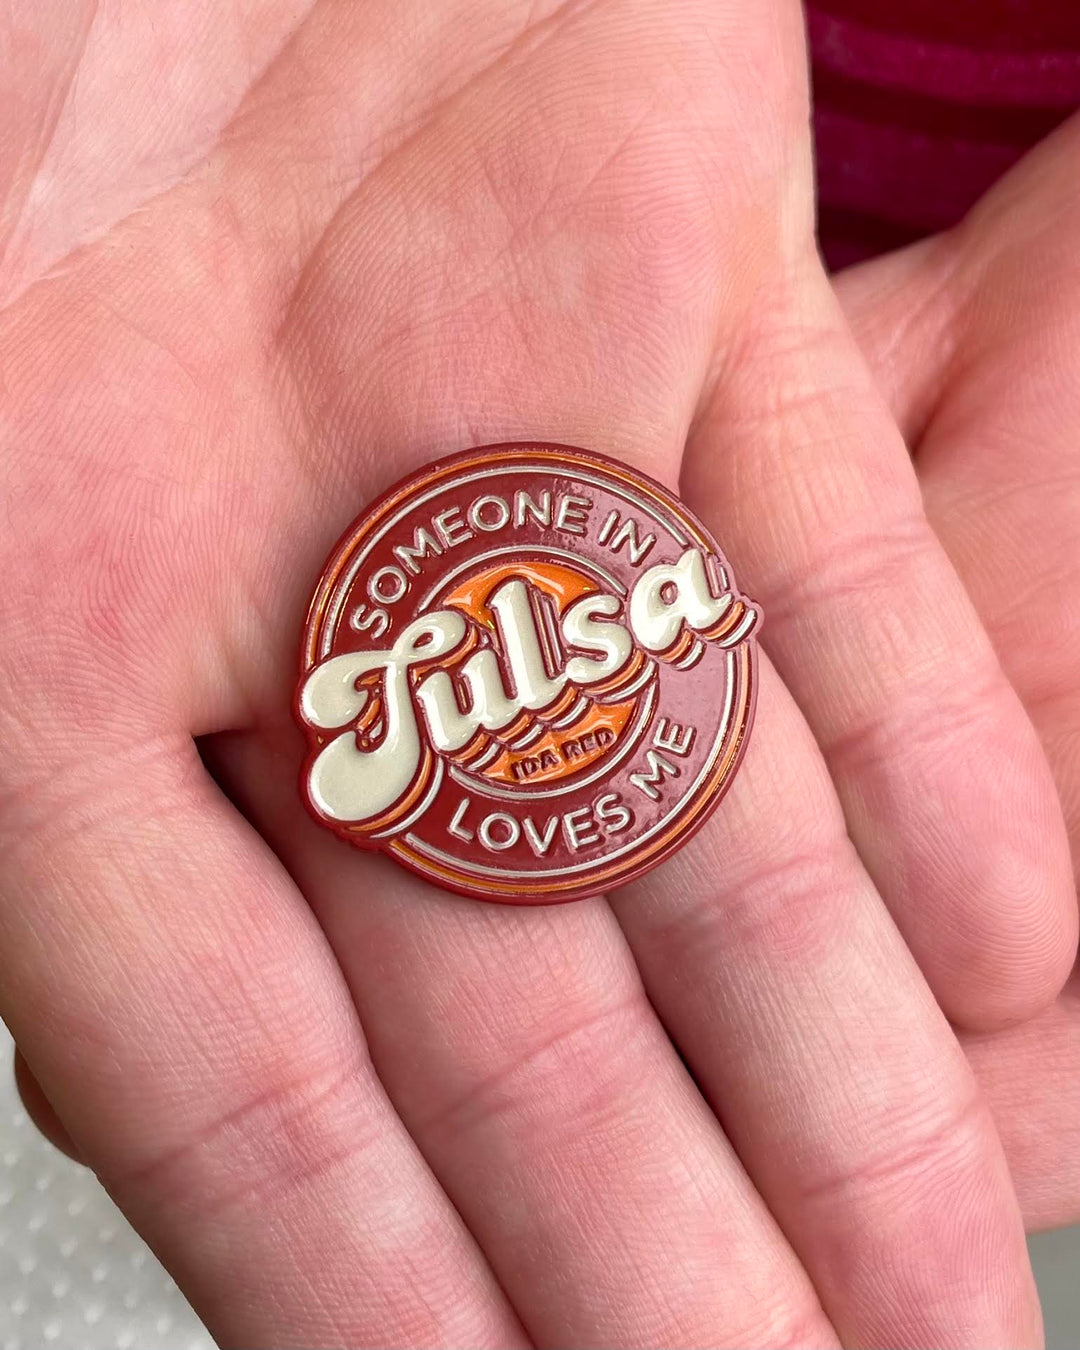 SOMEONE IN
Tulsa
IDA RED
LOVES ME